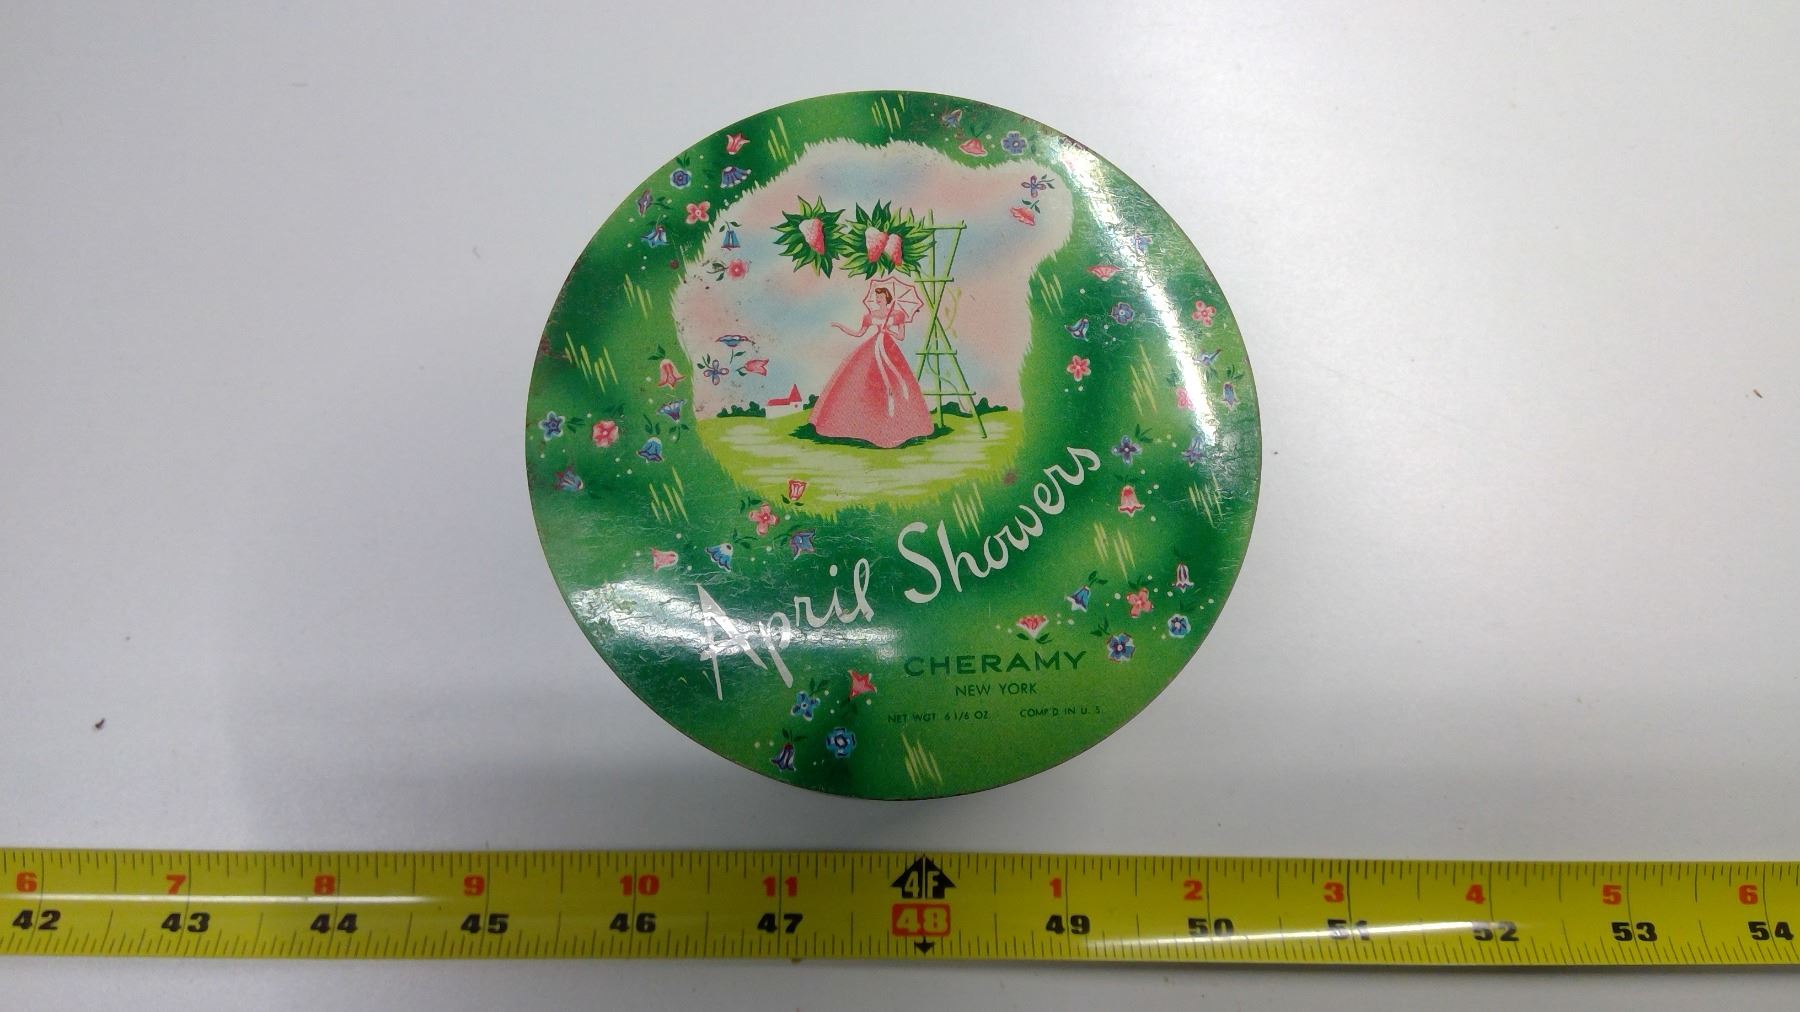 April Showers
CHERAMY
NEW YORK
NET WGT. 6 1/6 OZ. COMP'D IN U. S.
6 7 8 9 10 11 4F 1 2 3 4 5 6
42 43 44 45 46 47 48 49 50 51 52 53 54